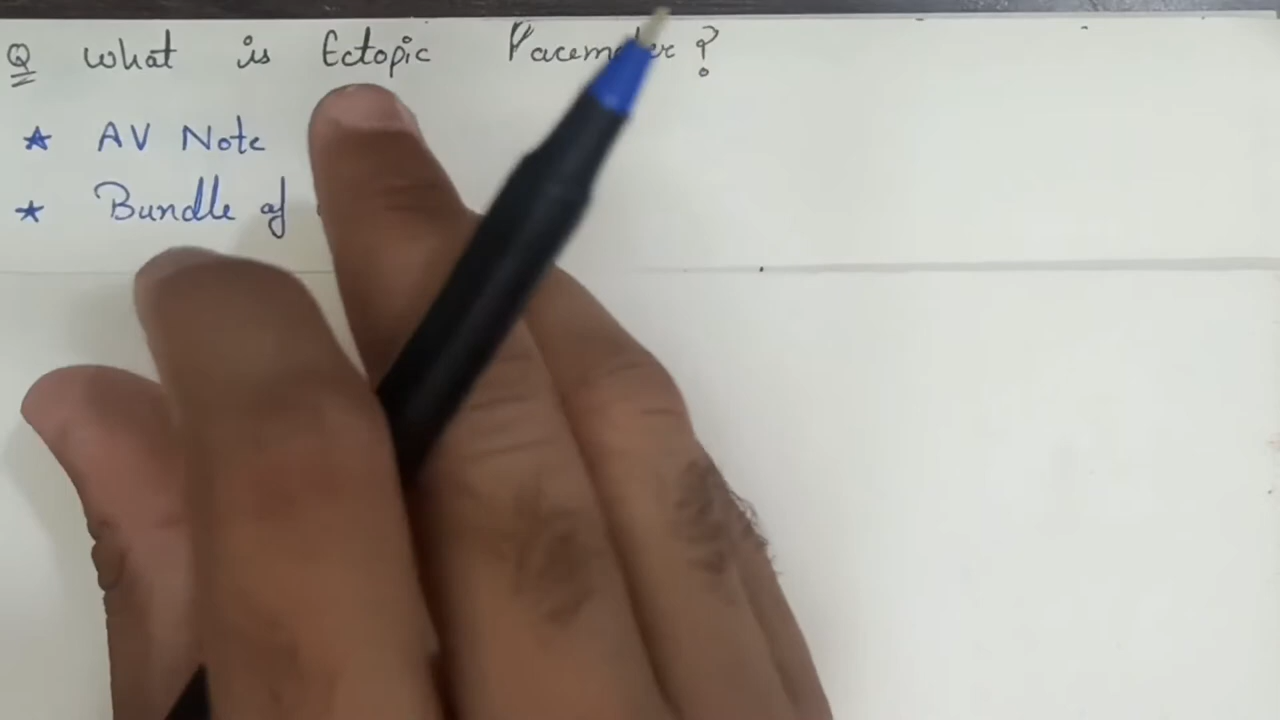 Q What is Ectopic Pacemaker?
★ AV Note
★ Bundle of